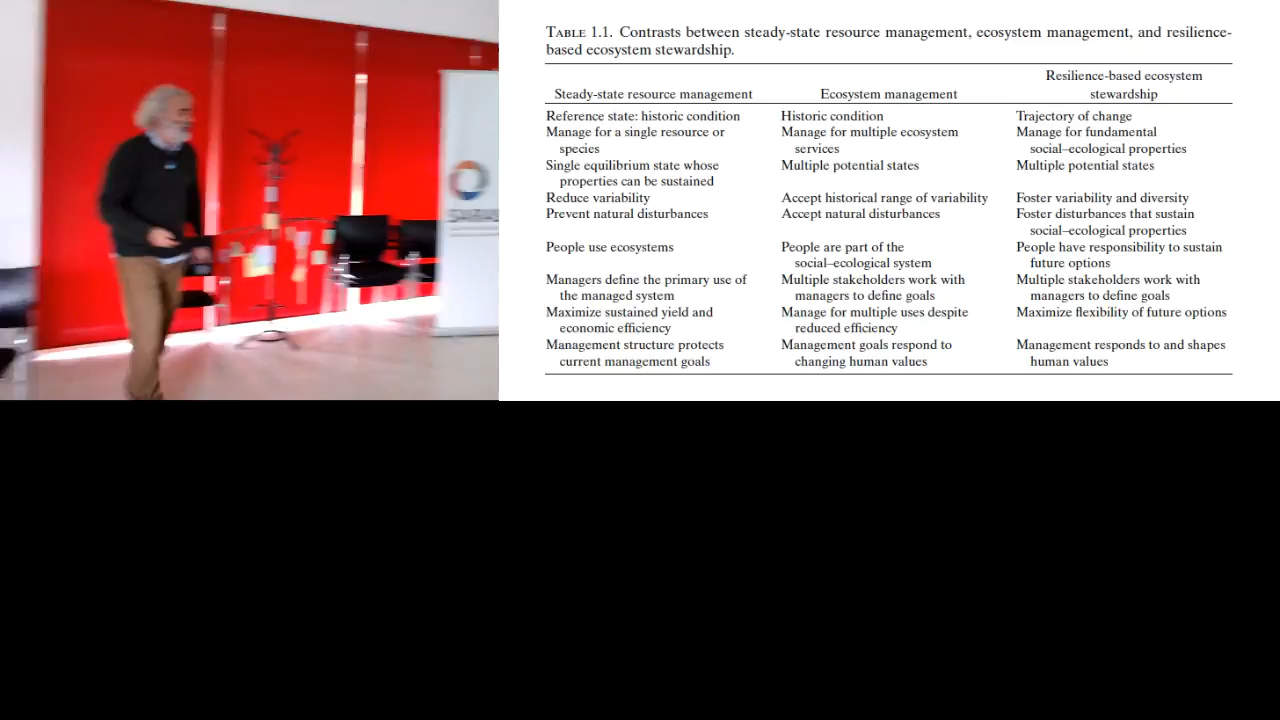 TABLE 1.1. Contrasts between steady-state resource management, ecosystem management, and resilience-
based ecosystem stewardship.
Steady-state resource management
Ecosystem management
Resilience-based ecosystem
stewardship
Reference state: historic condition
Historic condition
Trajectory of change
Manage for a single resource or
species
Manage for multiple ecosystem
services
Manage for fundamental
social–ecological properties
Single equilibrium state whose
properties can be sustained
Multiple potential states
Multiple potential states
Reduce variability
Accept historical range of variability
Foster variability and diversity
Prevent natural disturbances
Accept natural disturbances
Foster disturbances that sustain
social–ecological properties
People use ecosystems
People are part of the
social–ecological system
People have responsibility to sustain
future options
Managers define the primary use of
the managed system
Multiple stakeholders work with
managers to define goals
Multiple stakeholders work with
managers to define goals
Maximize sustained yield and
economic efficiency
Manage for multiple uses despite
reduced efficiency
Maximize flexibility of future options
Management structure protects
current management goals
Management goals respond to
changing human values
Management responds to and shapes
human values